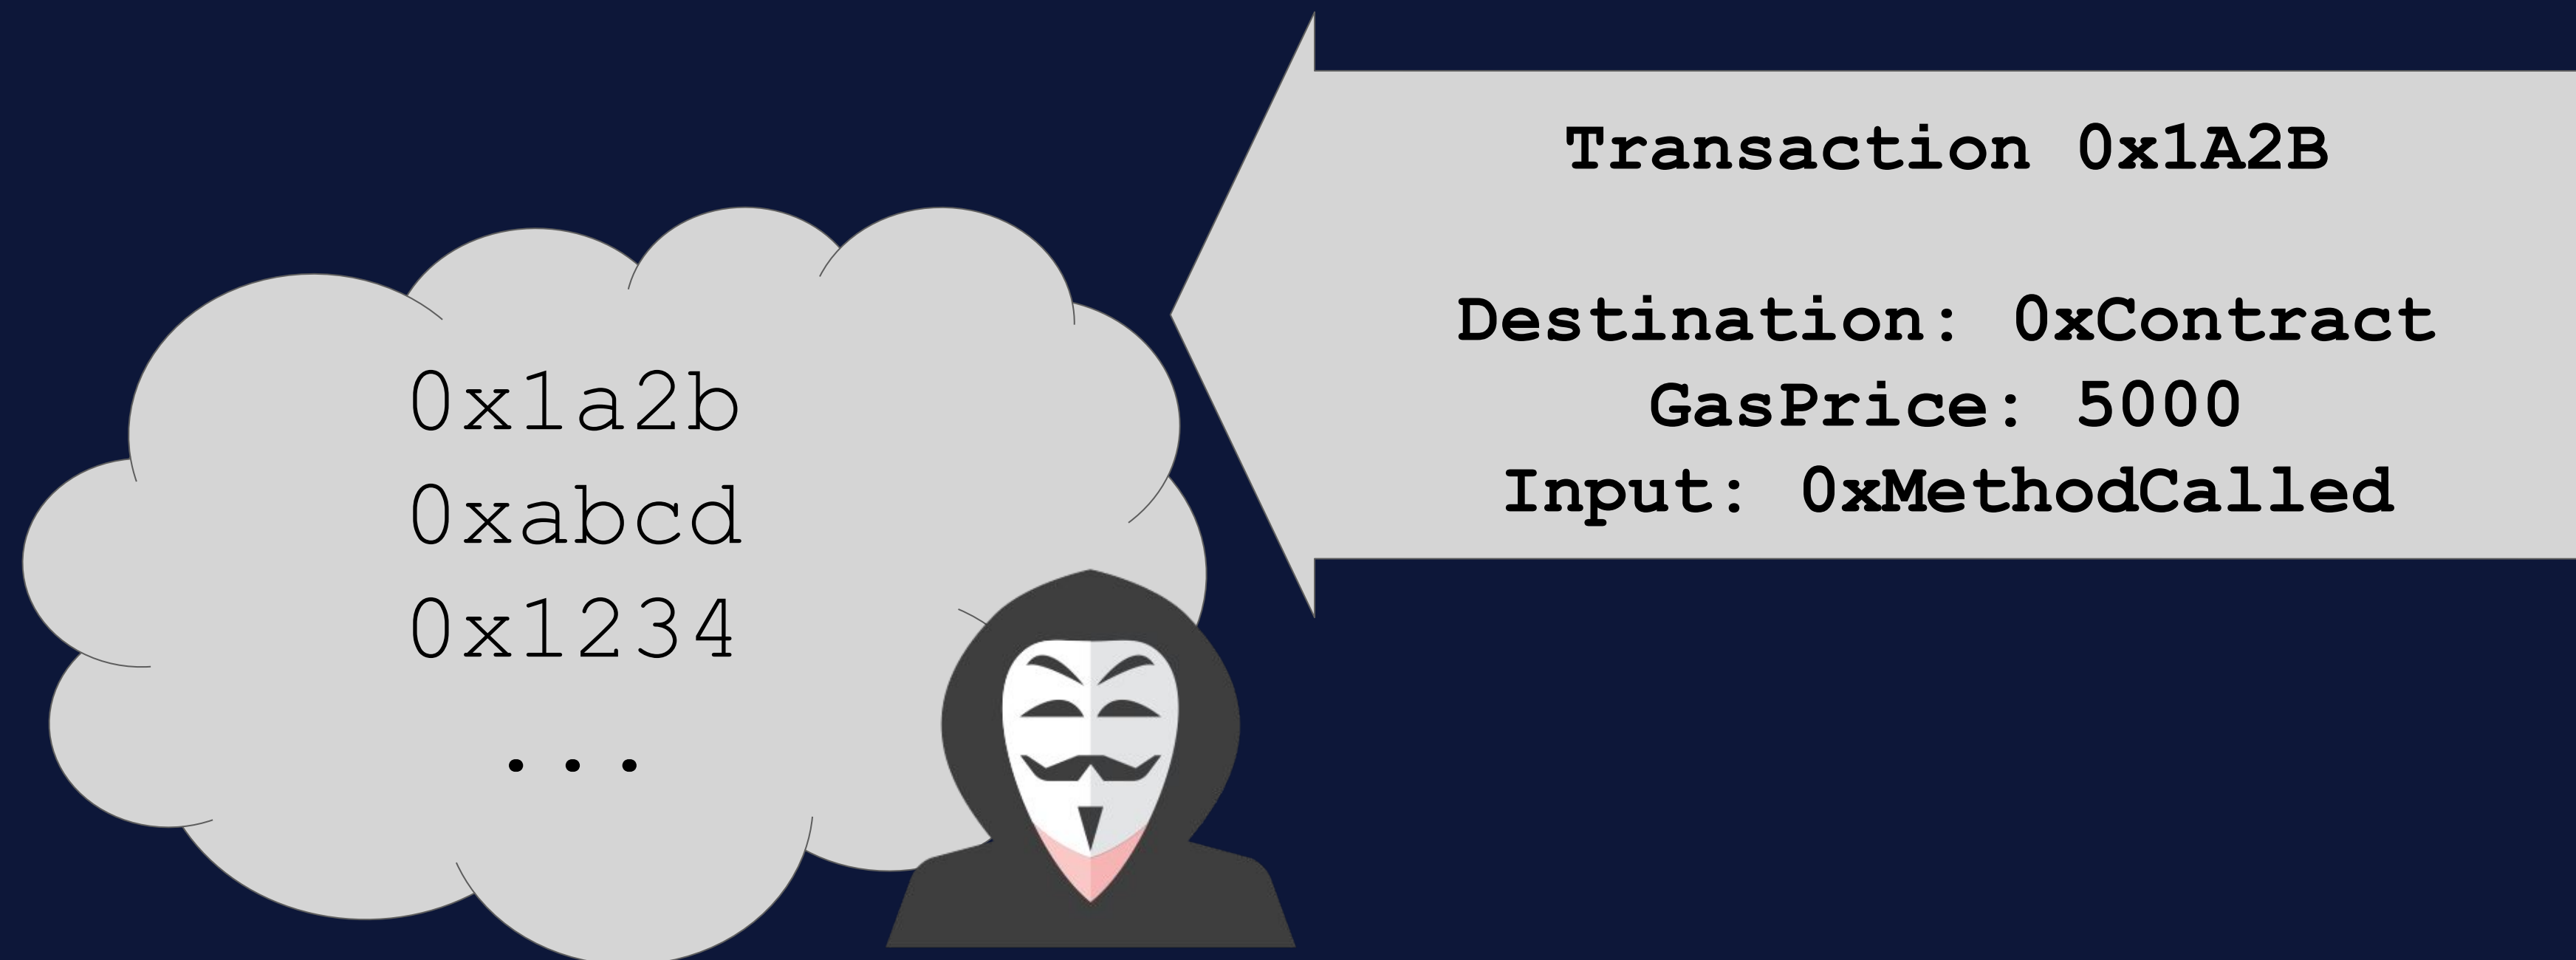 Transaction 0x1A2B
Destination: 0xContract
GasPrice: 5000
Input: 0xMethodCalled
0x1a2b
0xabcd
0x1234
...